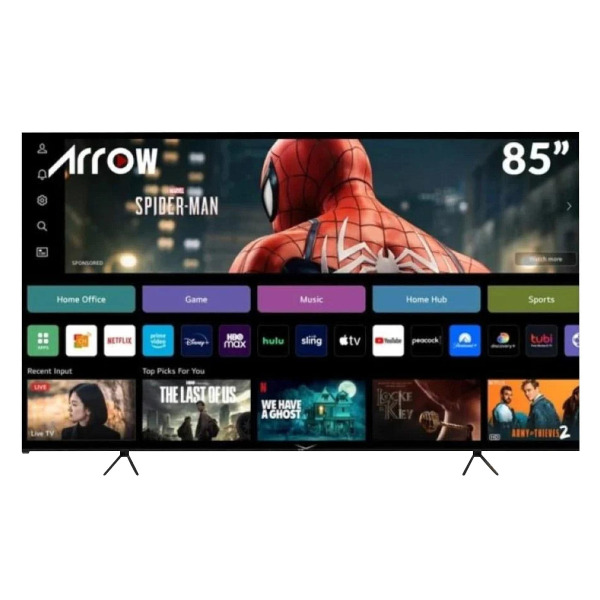 ARROW
85”
MARVEL
SPIDER-MAN
SPONSORED
Watch more
Home Office
Game
Music
Home Hub
Sports
APPS
NETFLIX
prime video
Disney+
HBO max
hulu
sling
tv
YouTube
peacock
Paramount+
discovery+
tubi
Recent Input
Top Picks For You
LIVE
Live TV
THE LAST OF US
N
WE HAVE
A GHOST
LOCKE
& KEY
HD
ARMY OF THIEVES 2